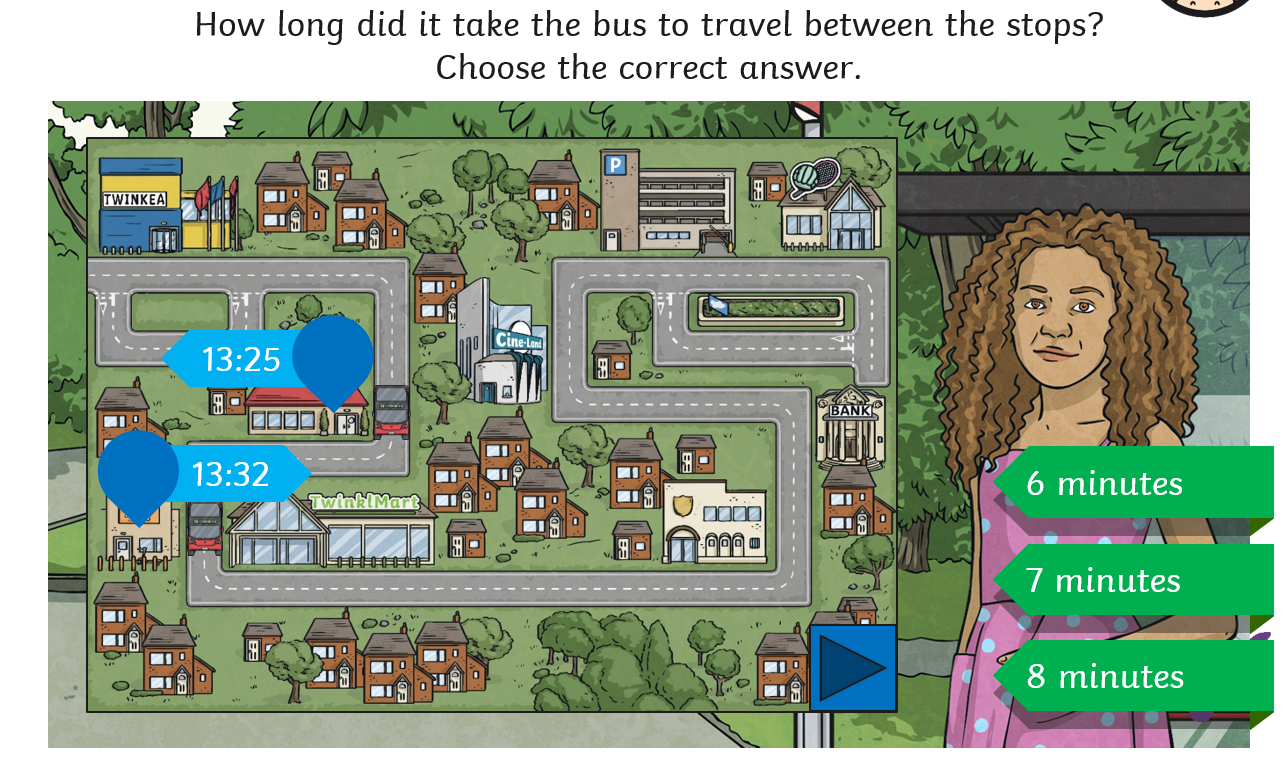 How long did it take the bus to travel between the stops?
Choose the correct answer.
TWINKEA
P
Cine-Land
13:25
BANK
13:32
TwinklMart
6 minutes
7 minutes
8 minutes